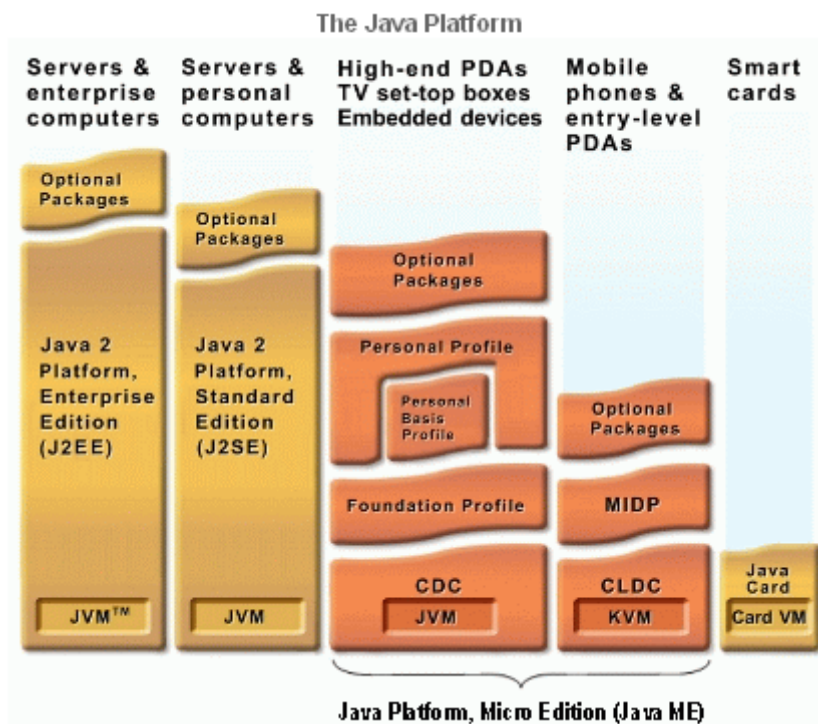 The Java Platform
Servers &
enterprise
computers
Servers &
personal
computers
High-end PDAs
TV set-top boxes
Embedded devices
Mobile
phones &
entry-level
PDAs
Smart
cards
Optional
Packages
Java 2
Platform,
Enterprise
Edition
(J2EE)
JVM™
Optional
Packages
Java 2
Platform,
Standard
Edition
(J2SE)
JVM
Optional
Packages
Personal Profile
Personal
Basis
Profile
Foundation Profile
CDC
JVM
Optional
Packages
MIDP
CLDC
KVM
Java
Card
Card VM
Java Platform, Micro Edition (Java ME)